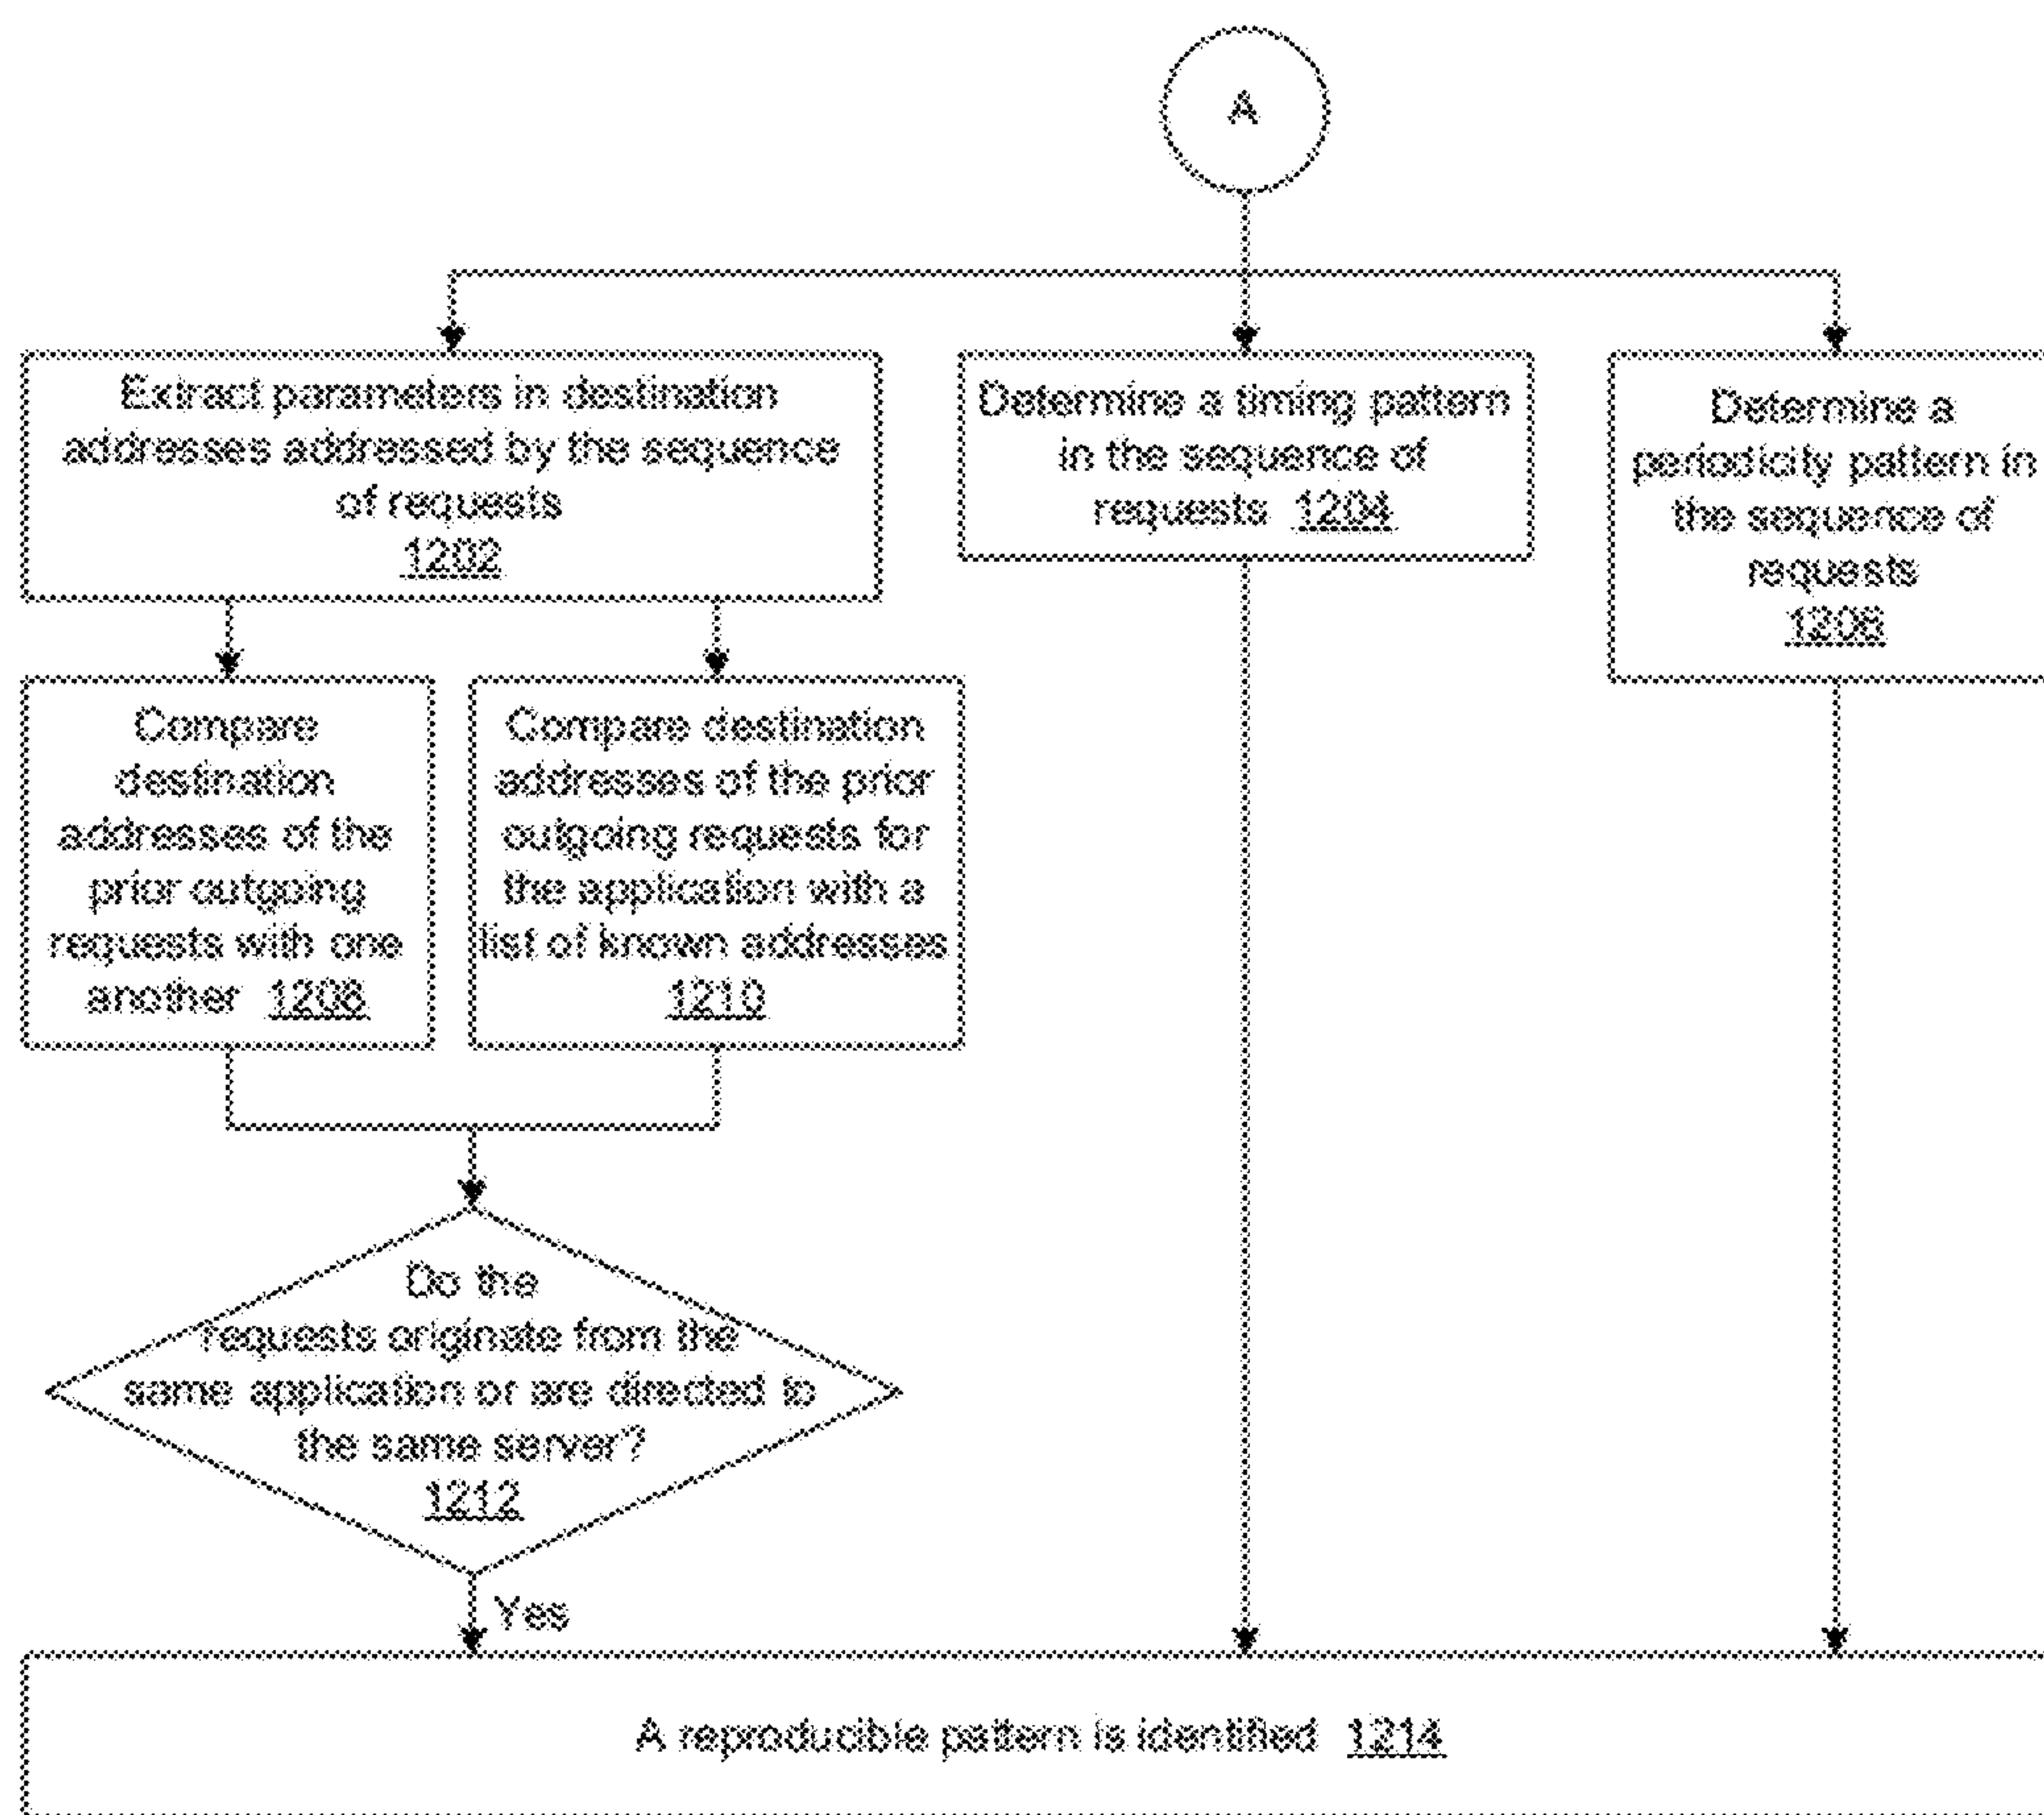 A
Extract parameters in destination
addresses addressed by the sequence
of requests
1202
Determine a timing pattern
in the sequence of
requests 1204
Determine a
periodicity pattern in
the sequence of
requests
1206
Compare
destination
addresses of the
prior outgoing
requests with one
another 1208
Compare destination
addresses of the prior
outgoing requests for
the application with a
list of known addresses
1210
Do the
requests originate from the
same application or are directed to
the same server?
1212
Yes
A reproducible pattern is identified 1214